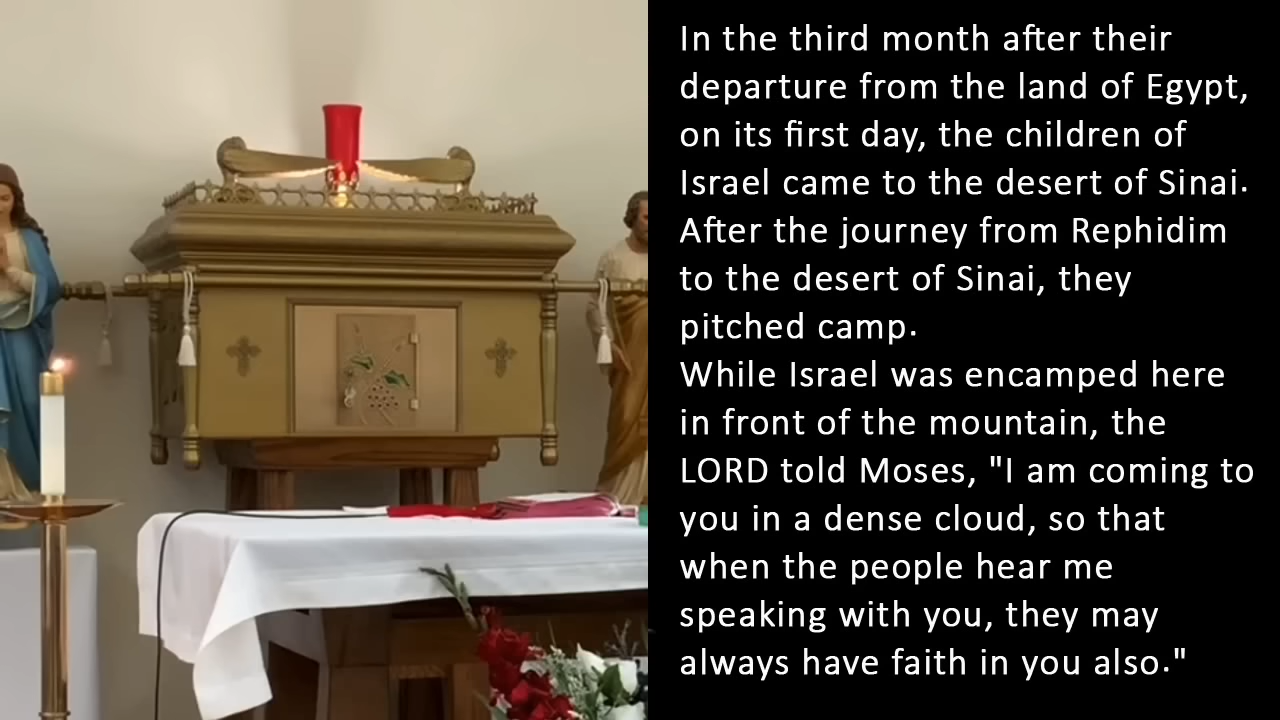 In the third month after their
departure from the land of Egypt,
on its first day, the children of
Israel came to the desert of Sinai.
After the journey from Rephidim
to the desert of Sinai, they
pitched camp.
While Israel was encamped here
in front of the mountain, the
LORD told Moses, "I am coming to
you in a dense cloud, so that
when the people hear me
speaking with you, they may
always have faith in you also."